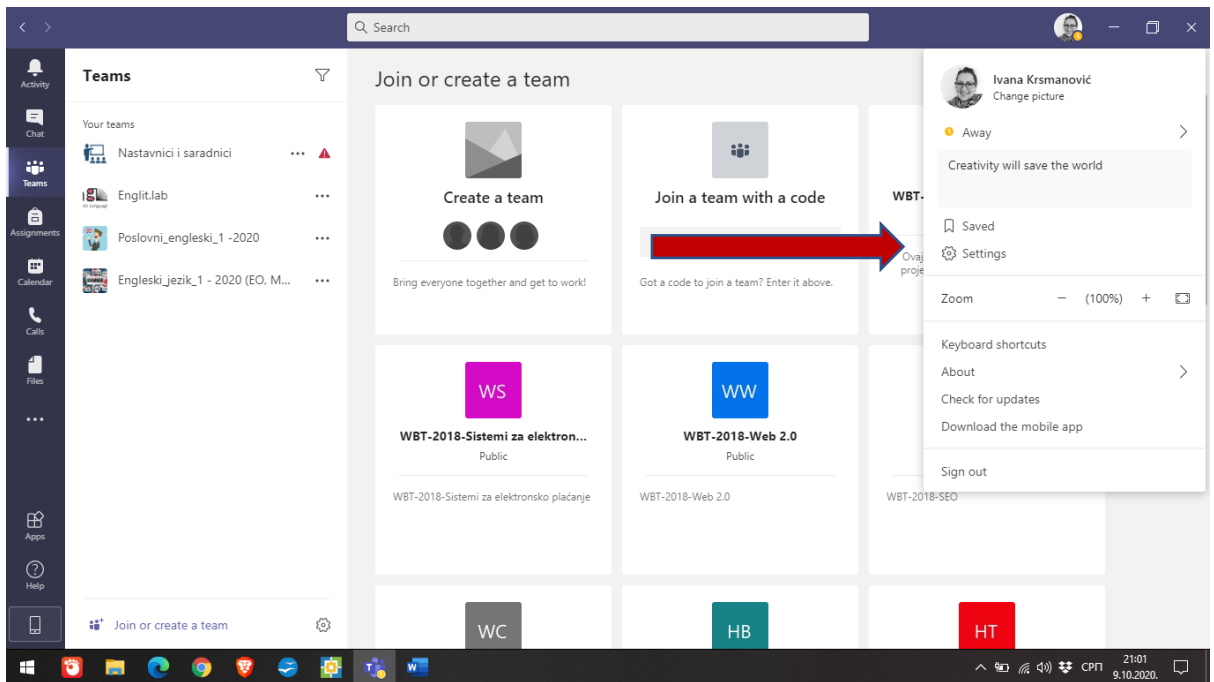 Search
Activity
Chat
Teams
Assignments
Calendar
Calls
Files
Apps
Help
Teams
Your teams
Nastavnici i saradnici
Englit.lab
Poslovni_engleski_1 -2020
Engleski_jezik_1 - 2020 (EO, M...
Join or create a team
Join or create a team
Create a team
Bring everyone together and get to work!
Join a team with a code
Got a code to join a team? Enter it above.
WBT-
Ovaj
proje
WS
WBT-2018-Sistemi za elektron...
Public
WBT-2018-Sistemi za elektronsko plaćanje
WW
WBT-2018-Web 2.0
Public
WBT-2018-Web 2.0
WBT-2018-SEO
WC
HB
HT
Ivana Krsmanović
Change picture
Away
Creativity will save the world
Saved
Settings
Zoom − (100%) +
Keyboard shortcuts
About
Check for updates
Download the mobile app
Sign out
СРП
21:01
9.10.2020.